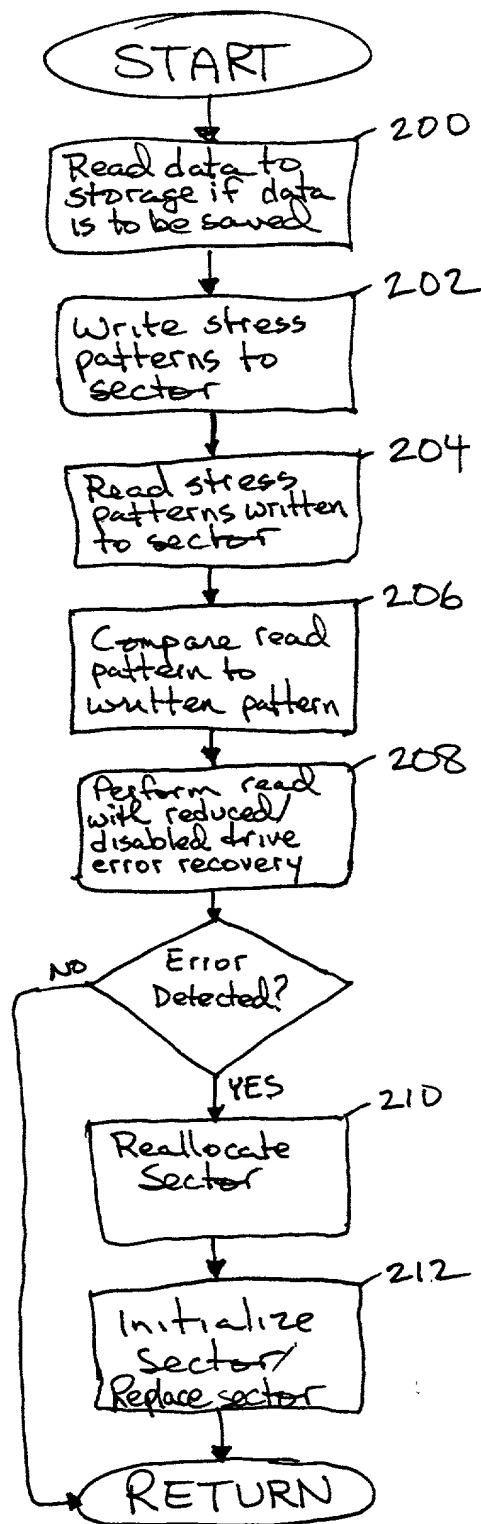 START
200
Read data to
storage if data
is to be saved
202
Write stress
patterns to
sector
204
Read stress
patterns written
to sector
206
Compare read
pattern to
written pattern
208
Perform read
with reduced/
disabled drive
error recovery
Error
Detected?
NO
YES
210
Reallocate
Sector
212
Initialize
Sector/
Replace sector
RETURN